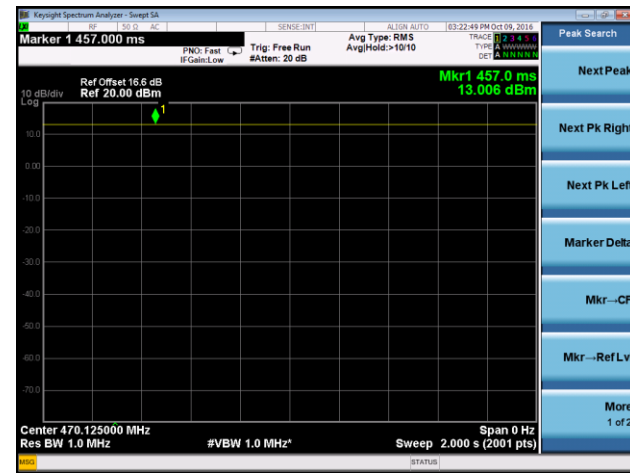 Keysight Spectrum Analyzer - Swept SA
RF 50 Ω AC SENSE:INT ALIGN AUTO 03:22:49 PM Oct 09, 2016
Marker 1 457.000 ms
PNO: Fast
IFGain:Low
Trig: Free Run
#Atten: 20 dB
Avg Type: RMS
Avg|Hold:>10/10
TRACE 1 2 3 4 5 6
TYPE A WWWWW
DET A N N N N N
Peak Search
Mkr1 457.0 ms
13.006 dBm
Ref Offset 16.6 dB
10 dB/div Ref 20.00 dBm
Log
1
10.0
0.00
-10.0
-20.0
-30.0
-40.0
-50.0
-60.0
-70.0
Center 470.125000 MHz Span 0 Hz
Res BW 1.0 MHz #VBW 1.0 MHz* Sweep 2.000 s (2001 pts)
MSG STATUS
Next Peak
Next Pk Right
Next Pk Left
Marker Delta
Mkr→CF
Mkr→Ref Lv
More
1 of 2